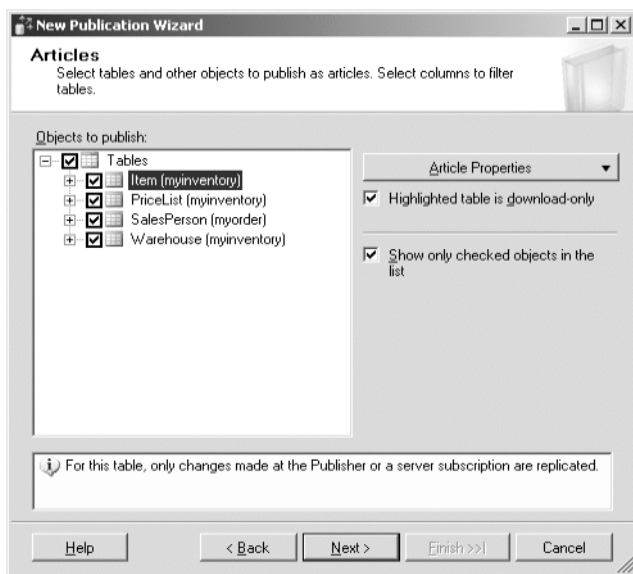 New Publication Wizard
Articles
Select tables and other objects to publish as articles. Select columns to filter
tables.
Objects to publish:
Tables
Item (myinventory)
PriceList (myinventory)
SalesPerson (myorder)
Warehouse (myinventory)
Article Properties
Highlighted table is download-only
Show only checked objects in the
list
For this table, only changes made at the Publisher or a server subscription are replicated.
Help
< Back
Next >
Finish >>|
Cancel